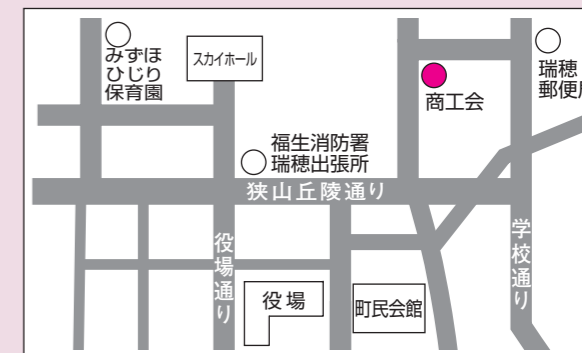 みずほ
ひじり
保育園
スカイホール
商工会
瑞穂
郵便局
福生消防署
瑞穂出張所
狭山丘陵通り
役場通り
学校通り
役場
町民会館